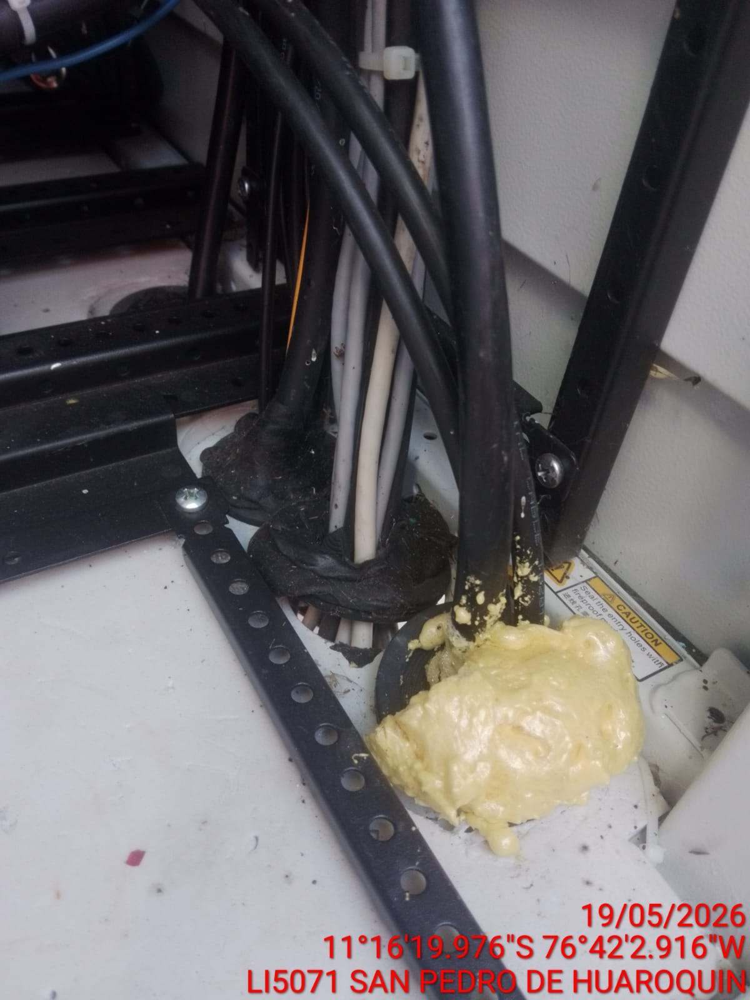 CAUTION
Seal the entry holes with
fireproof
19/05/2026
11°16'19.976"S 76°42'2.916"W
LI5071 SAN PEDRO DE HUAROQUIN